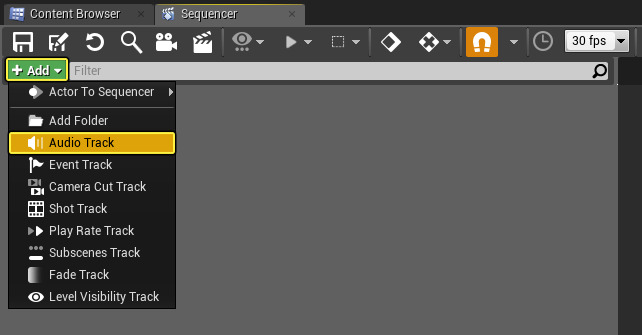 Content Browser
Sequencer
30 fps
Add
Filter
Actor To Sequencer
Add Folder
Audio Track
Event Track
Camera Cut Track
Shot Track
Play Rate Track
Subscenes Track
Fade Track
Level Visibility Track